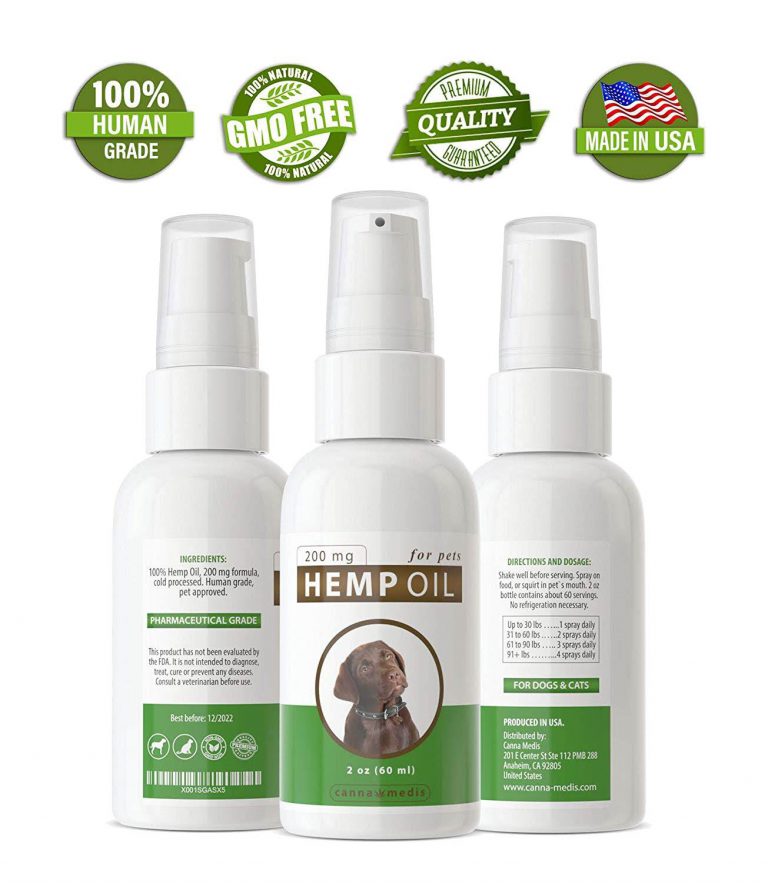 100%
HUMAN
GRADE
100% NATURAL
GMO FREE
100% NATURAL
PREMIUM
QUALITY
GUARANTEED
MADE IN USA
INGREDIENTS:
100% Hemp Oil, 200 mg formula,
cold processed. Human grade,
pet approved.
PHARMACEUTICAL GRADE
This product has not been evaluated by
the FDA. It is not intended to diagnose,
treat, cure or prevent any diseases.
Consult a veterinarian before use.
Best before: 12/2022
PREMIUM
X001SGASX5
200 mg
for pets
HEMP OIL
2 oz (60 ml)
canna medis
DIRECTIONS AND DOSAGE:
Shake well before serving. Spray on
food, or squirt in pet`s mouth. 2 oz
bottle contains about 60 servings.
No refrigeration necessary.
Up to 30 lbs ......1 spray daily
31 to 60 lbs .....2 sprays daily
61 to 90 lbs ... 3 sprays daily
91+ lbs .........4 sprays daily
FOR DOGS & CATS
PRODUCED IN USA.
Distributed by:
Canna Medis
201 E Center St Ste 112 PMB 288
Anaheim, CA 92805
United States
www.canna-medis.com